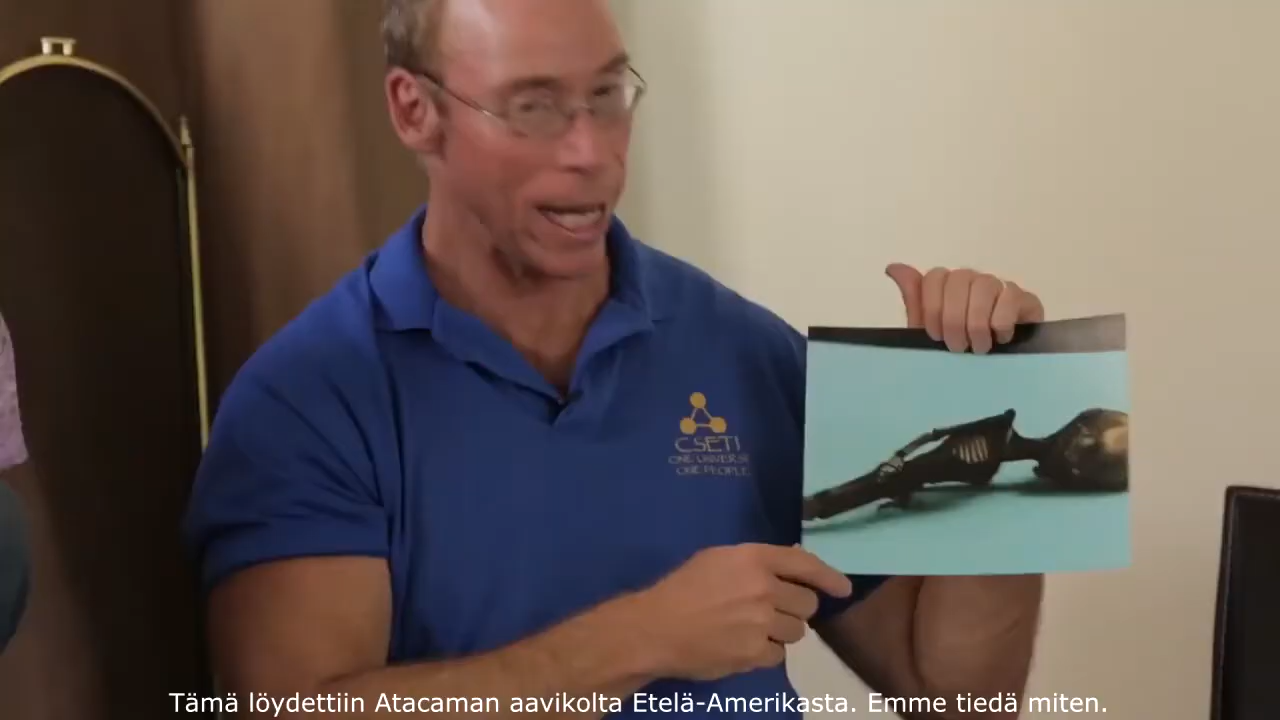 CSETI
ONE UNIVERSE
ONE PEOPLE
Tämä löydettiin Atacaman aavikolta Etelä-Amerikasta. Emme tiedä miten.